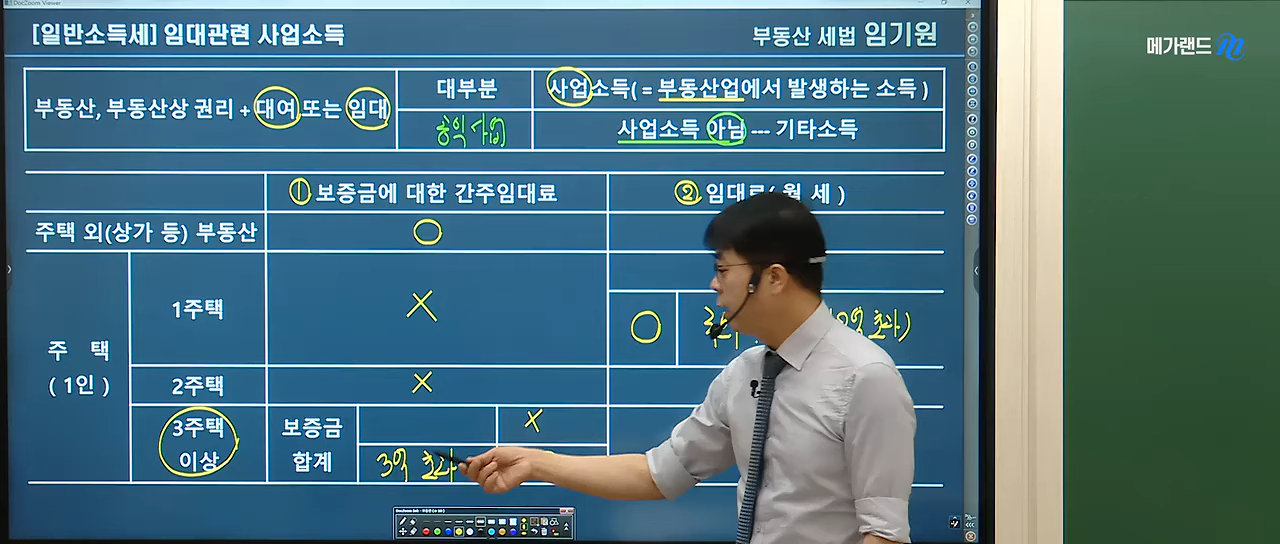 DocZoom Viewer
[일반소득세] 임대관련 사업소득
부동산 세법 임기원
메가랜드
부동산, 부동산상 권리 + 대여 또는 임대
대부분
사업소득( = 부동산업에서 발생하는 소득 )
공익사업
사업소득 아님 --- 기타소득
① 보증금에 대한 간주임대료
② 임대료( 월 세 )
주택 외(상가 등) 부동산
○
주 택
( 1인 )
1주택
X
○
초과)
2주택
X
3주택
이상
보증금
합계
X
3억 초과